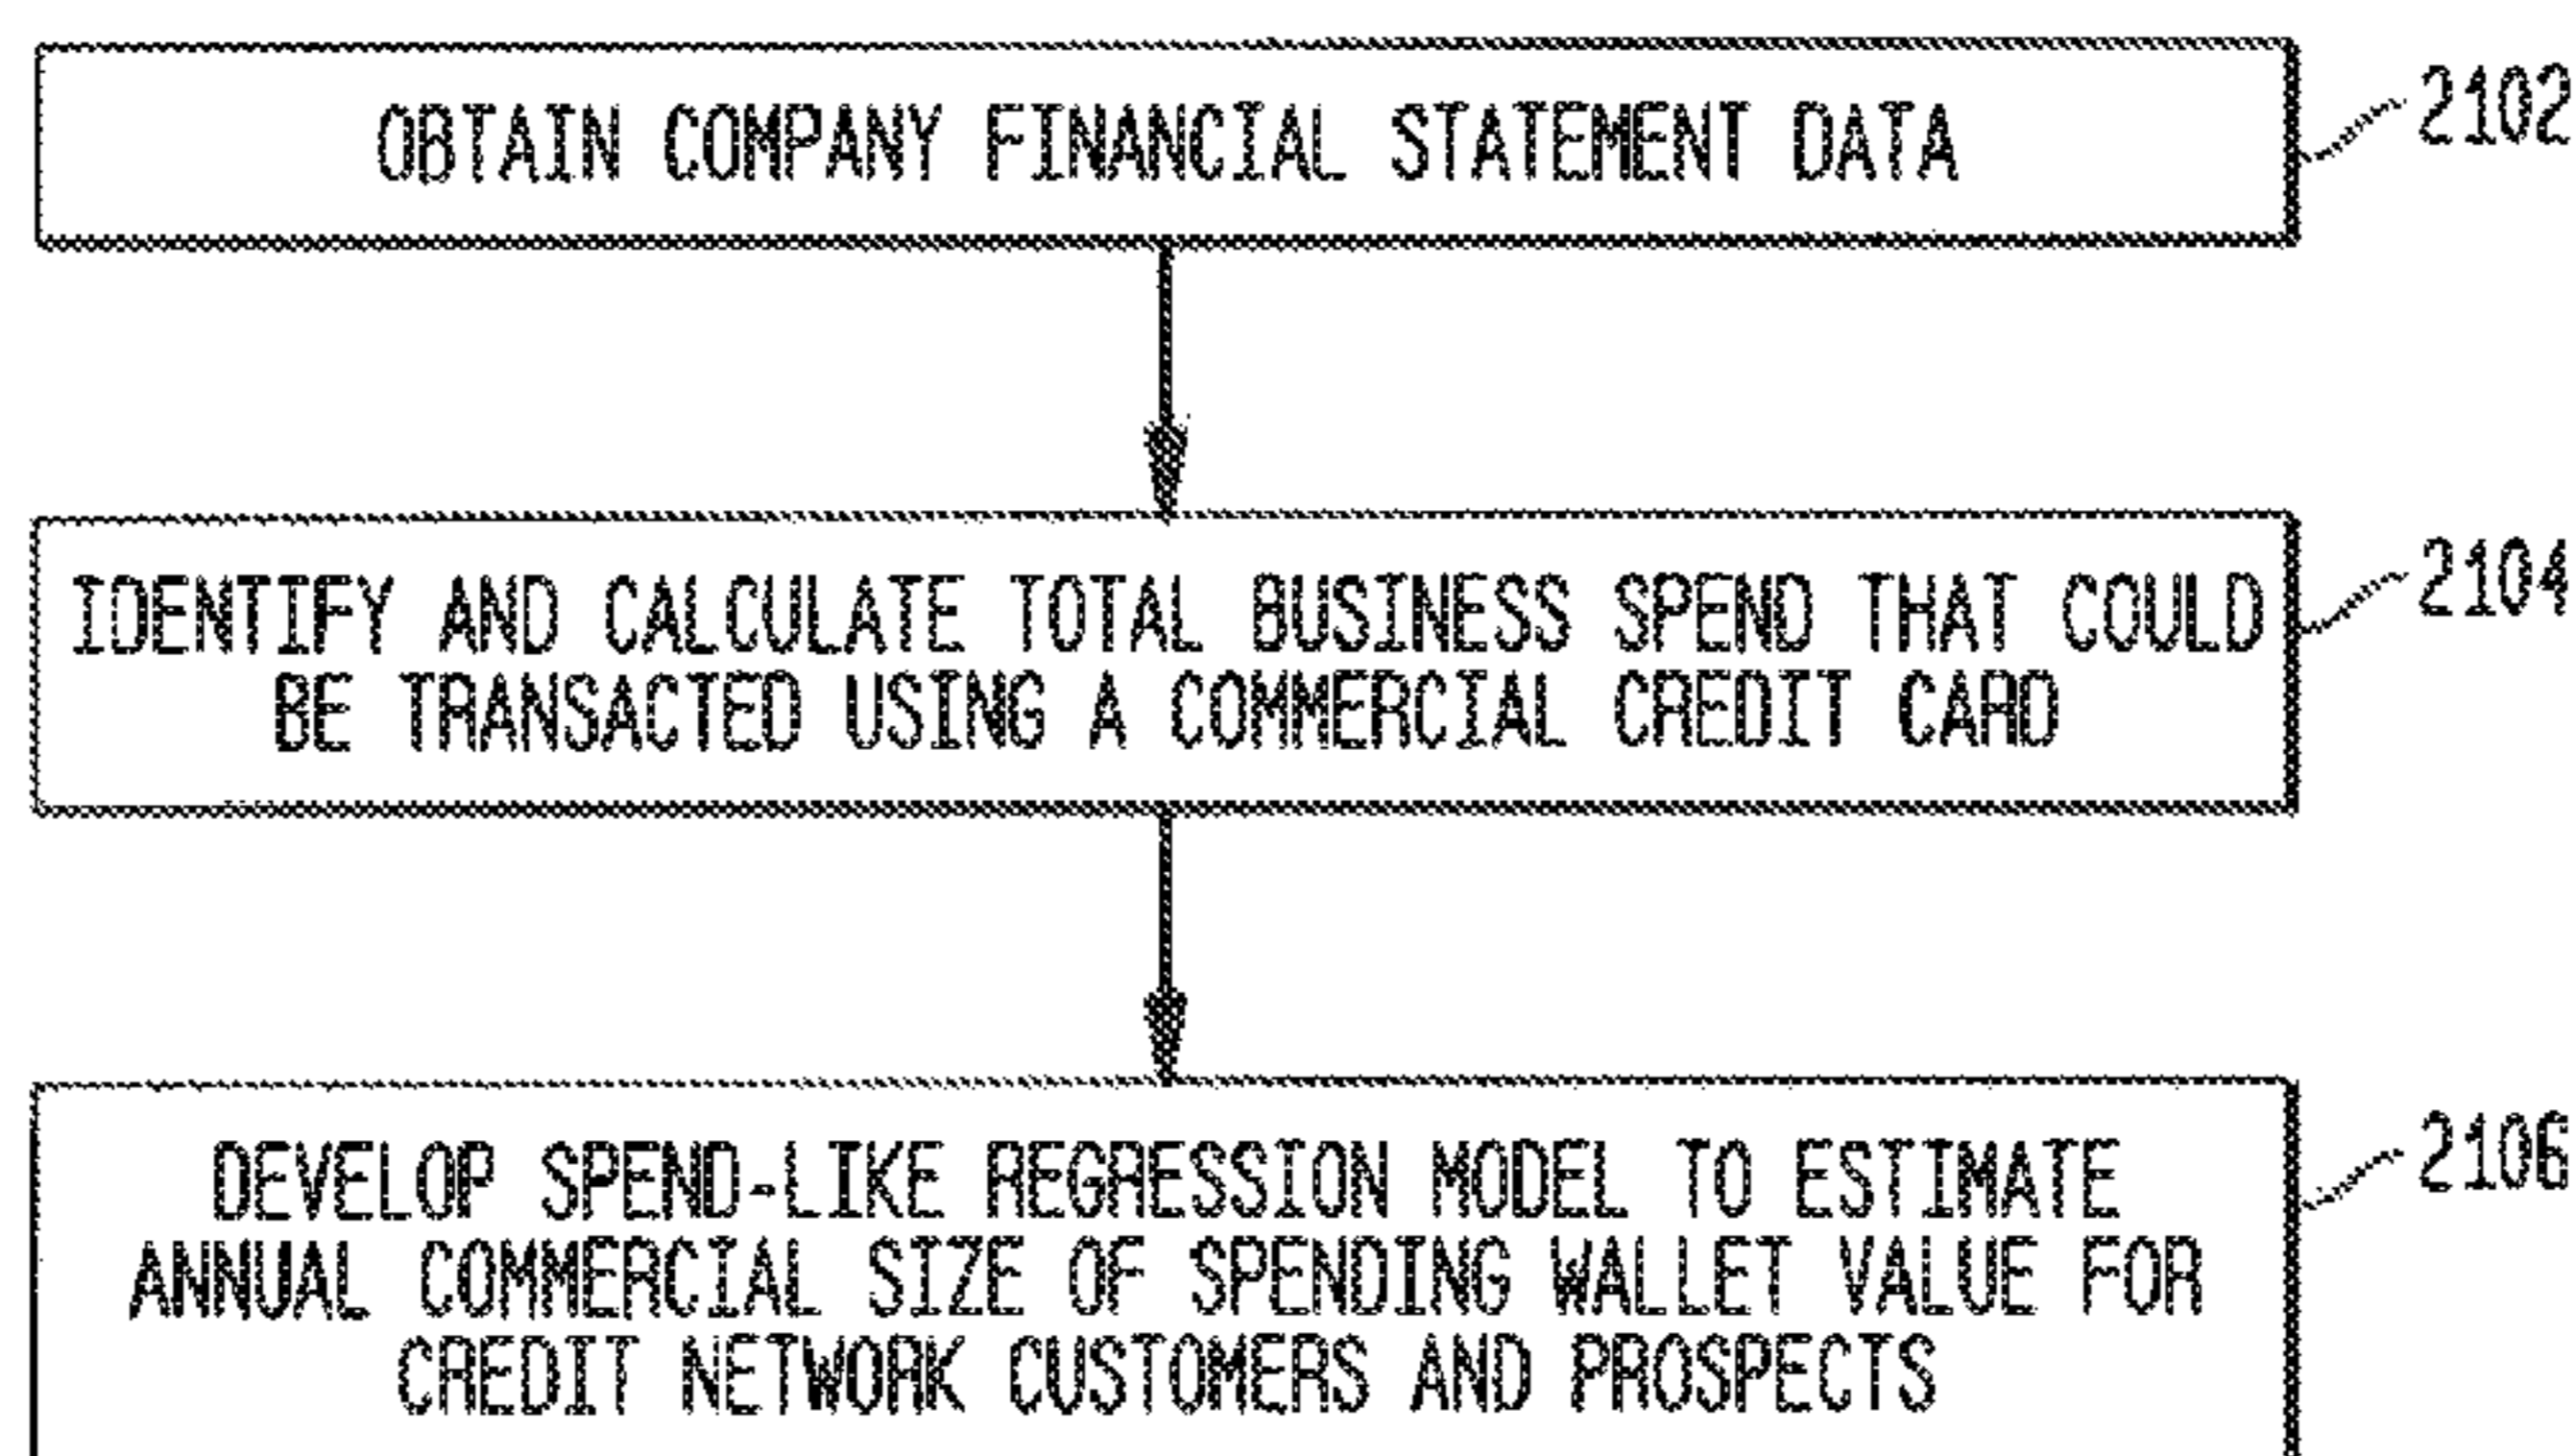 OBTAIN COMPANY FINANCIAL STATEMENT DATA
2102
IDENTIFY AND CALCULATE TOTAL BUSINESS SPEND THAT COULD
BE TRANSACTED USING A COMMERCIAL CREDIT CARD
2104
DEVELOP SPEND-LIKE REGRESSION MODEL TO ESTIMATE
ANNUAL COMMERCIAL SIZE OF SPENDING WALLET VALUE FOR
CREDIT NETWORK CUSTOMERS AND PROSPECTS
2106